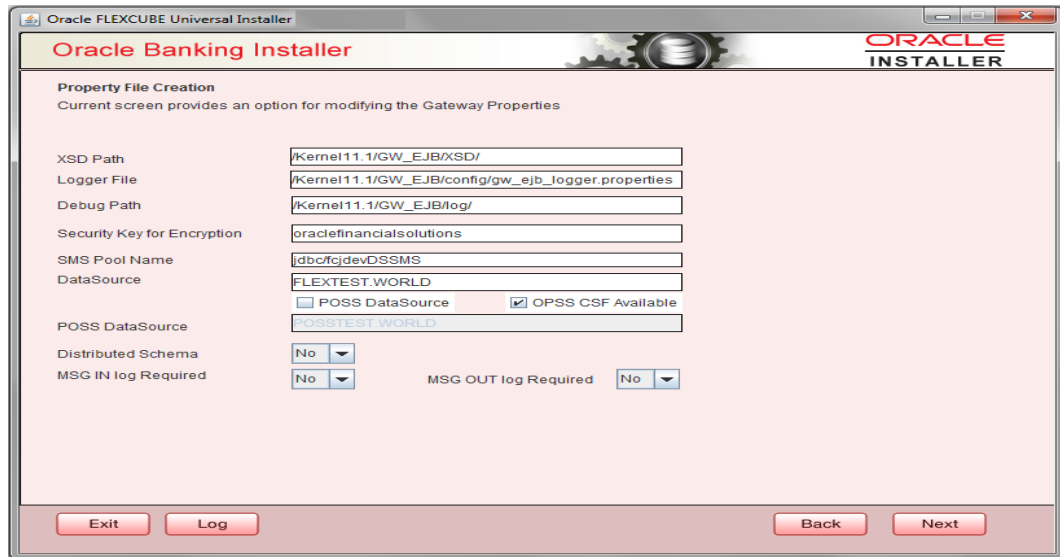 Oracle FLEXCUBE Universal Installer
Oracle Banking Installer
ORACLE
INSTALLER
Property File Creation
Current screen provides an option for modifying the Gateway Properties
XSD Path /Kernel11.1/GW_EJB/XSD/
Logger File /Kernel11.1/GW_EJB/config/gw_ejb_logger.properties
Debug Path /Kernel11.1/GW_EJB/log/
Security Key for Encryption oraclefinancialsolutions
SMS Pool Name jdbc/fcjdevDSSMS
DataSource FLEXTEST.WORLD
POSS DataSource OPSS CSF Available
POSS DataSource POSSTEST.WORLD
Distributed Schema No
MSG IN log Required No MSG OUT log Required No
Exit Log Back Next